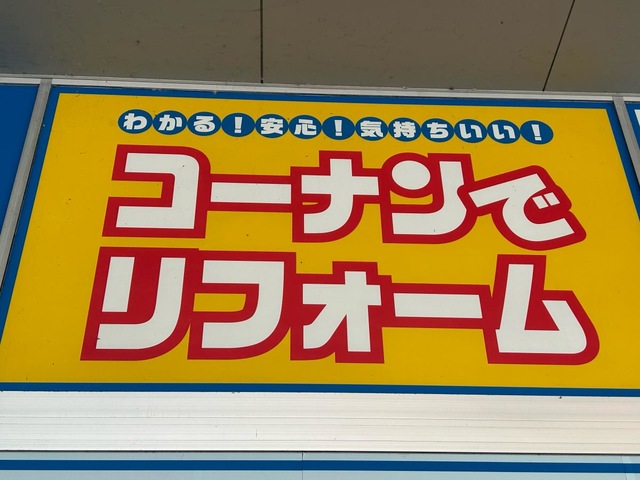 わかる！安心！気持ちいい！
コーナンで
リフォーム